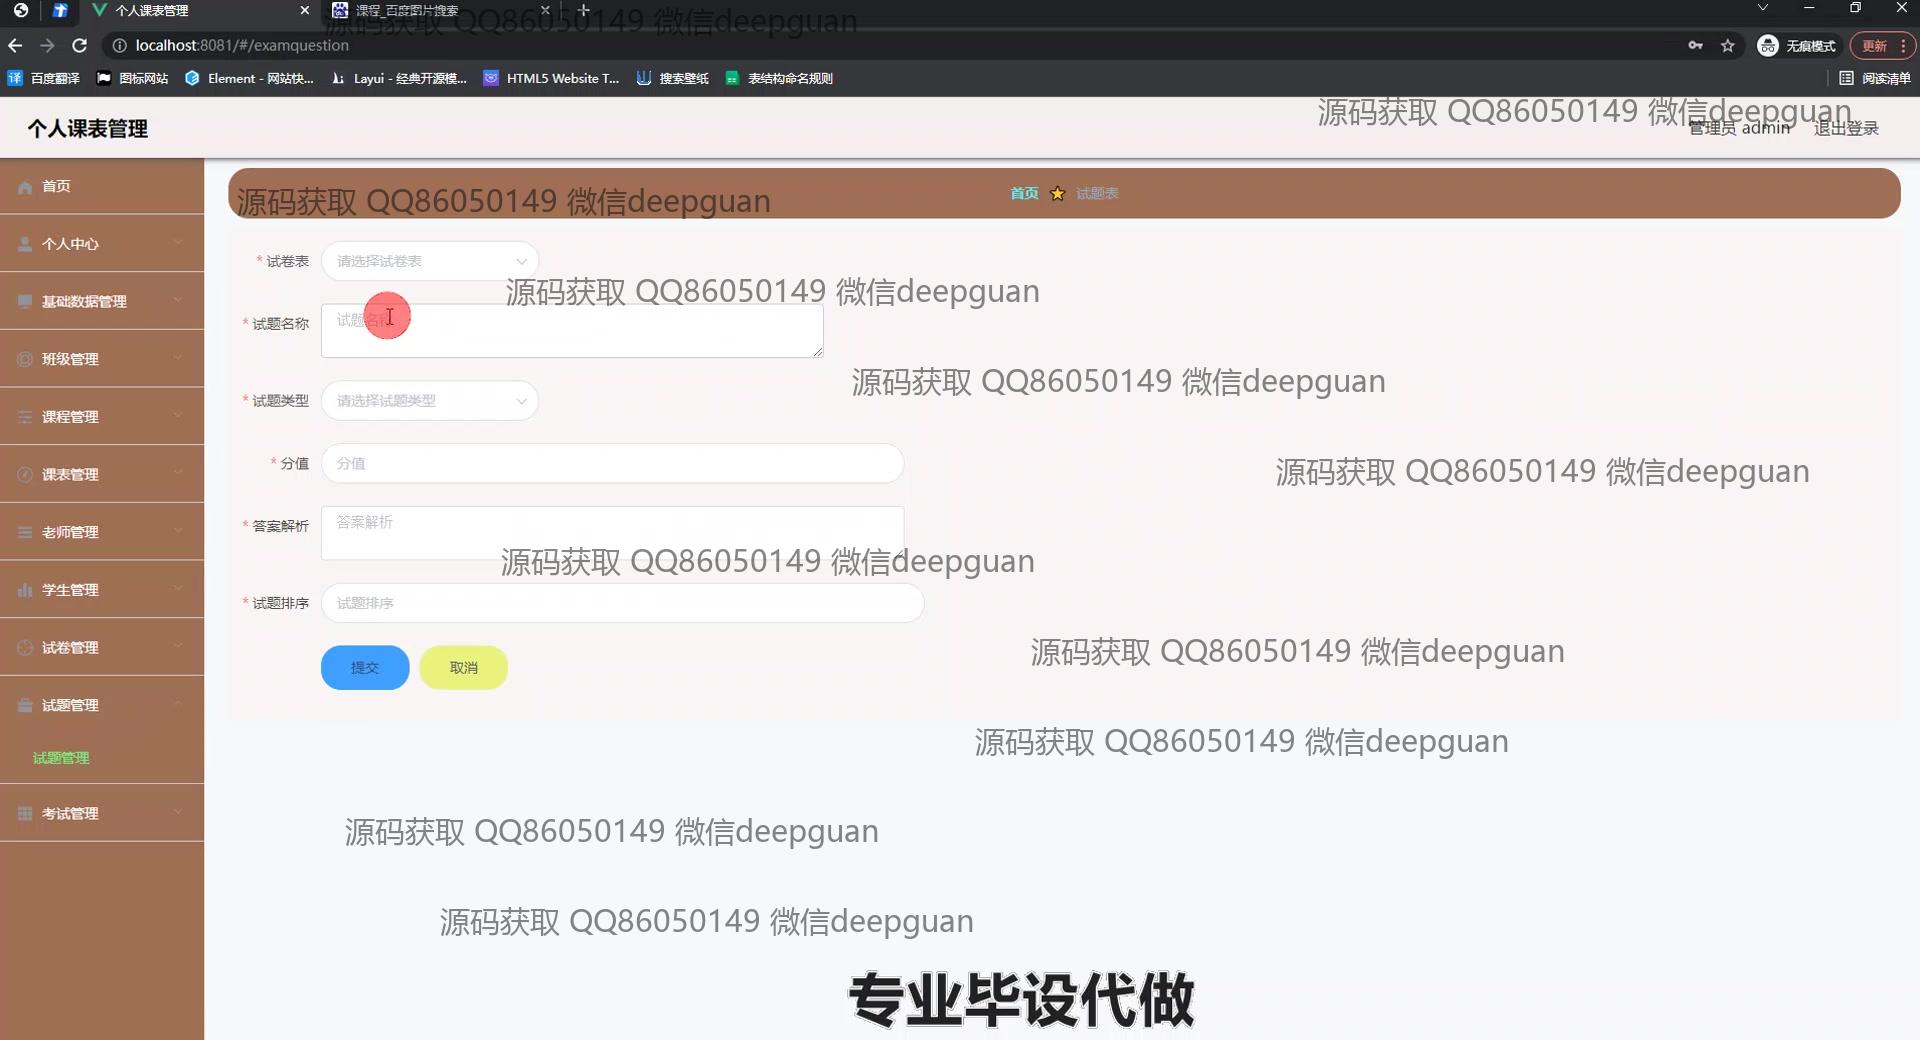 个人课表管理
课程_百度图片搜索
源码获取 QQ86050149 微信deepguan
localhost:8081/#/examquestion
无痕模式
更新
百度翻译
图标网站
Element - 网站快...
Layui - 经典开源模...
HTML5 Website T...
搜索壁纸
表结构命名规则
阅读清单
源码获取 QQ86050149 微信deepguan
个人课表管理
管理员 admin
退出登录
首页
源码获取 QQ86050149 微信deepguan
首页
试题表
个人中心
* 试卷表
请选择试卷表
源码获取 QQ86050149 微信deepguan
基础数据管理
* 试题名称
试题名称
班级管理
源码获取 QQ86050149 微信deepguan
* 试题类型
请选择试题类型
课程管理
* 分值
分值
源码获取 QQ86050149 微信deepguan
课表管理
* 答案解析
答案解析
老师管理
源码获取 QQ86050149 微信deepguan
学生管理
* 试题排序
试题排序
试卷管理
源码获取 QQ86050149 微信deepguan
提交
取消
试题管理
源码获取 QQ86050149 微信deepguan
试题管理
考试管理
源码获取 QQ86050149 微信deepguan
源码获取 QQ86050149 微信deepguan
专业毕设代做